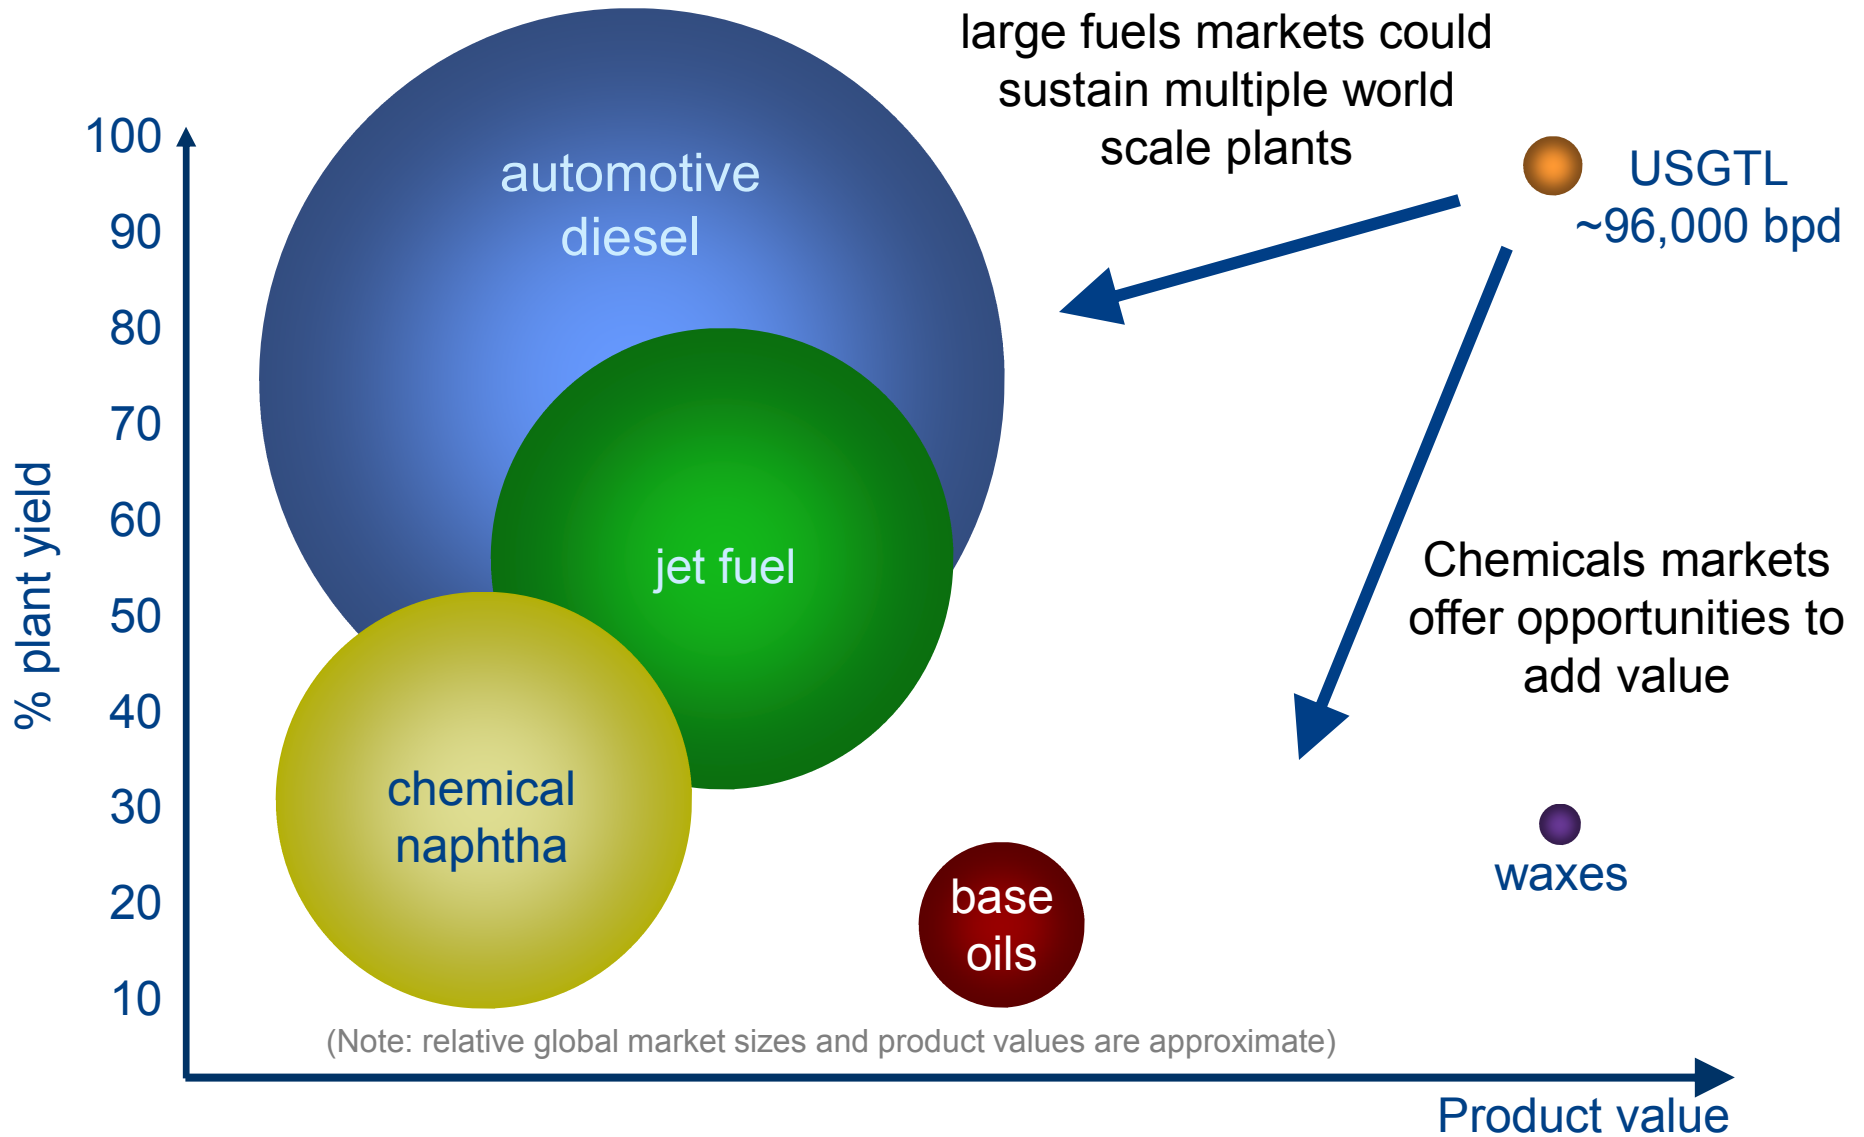 large fuels markets could
sustain multiple world
scale plants
USGTL
~96,000 bpd
automotive
diesel
jet fuel
chemical
naphtha
base
oils
Chemicals markets
offer opportunities to
add value
waxes
% plant yield
100
90
80
70
60
50
40
30
20
10
(Note: relative global market sizes and product values are approximate)
Product value